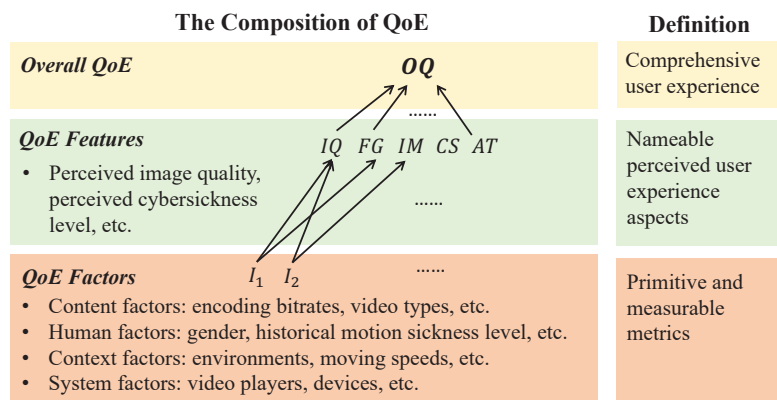 The Composition of QoE
Definition
Overall QoE
OQ
Comprehensive
user experience
......
QoE Features
IQ FG IM CS AT
• Perceived image quality,
perceived cybersickness
level, etc.
......
Nameable
perceived user
experience
aspects
QoE Factors
I₁ I₂ ......
• Content factors: encoding bitrates, video types, etc.
• Human factors: gender, historical motion sickness level, etc.
• Context factors: environments, moving speeds, etc.
• System factors: video players, devices, etc.
Primitive and
measurable
metrics